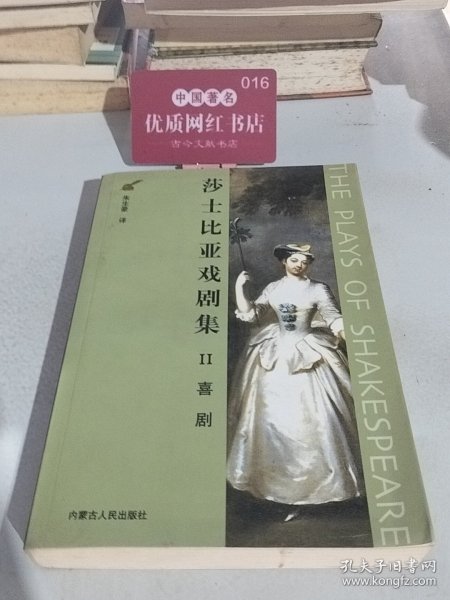 016
中国著名
优质网红书店
古今文献书店
朱生豪 译
莎士比亚戏剧集
II
喜剧
THE PLAYS OF SHAKESPEARE
内蒙古人民出版社
孔夫子旧书网
www.kongfz.com